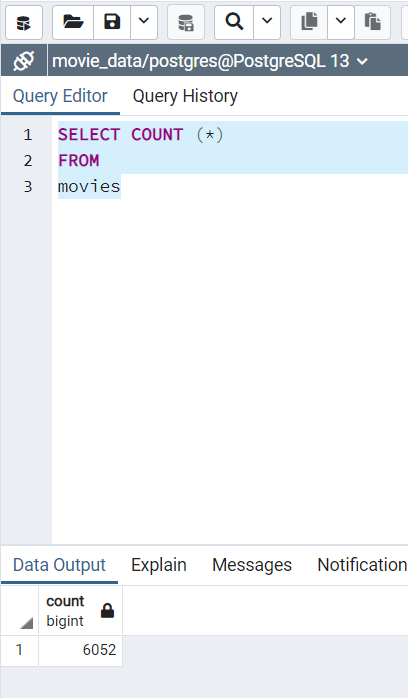 movie_data/postgres@PostgreSQL 13
Query Editor Query History
1 SELECT COUNT (*)
2 FROM
3 movies
Data Output Explain Messages Notification
count
bigint
1 6052